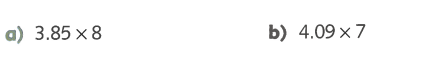 a) 3.85 × 8 b) 4.09 × 7